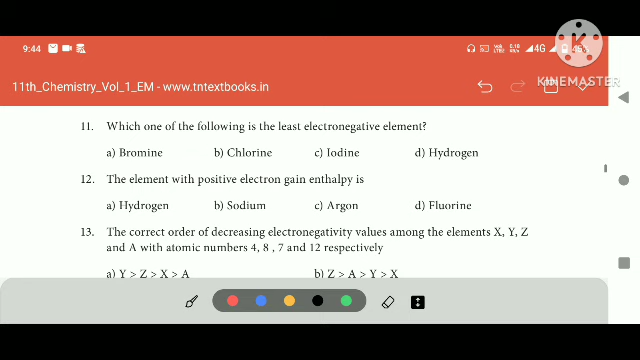 9:44
4G
KINEMASTER
11th_Chemistry_Vol_1_EM - www.tntextbooks.in
11. Which one of the following is the least electronegative element?
a) Bromine b) Chlorine c) Iodine d) Hydrogen
12. The element with positive electron gain enthalpy is
a) Hydrogen b) Sodium c) Argon d) Fluorine
13. The correct order of decreasing electronegativity values among the elements X, Y, Z
and A with atomic numbers 4, 8 , 7 and 12 respectively
a) Y > Z > X > A b) Z > A > Y > X